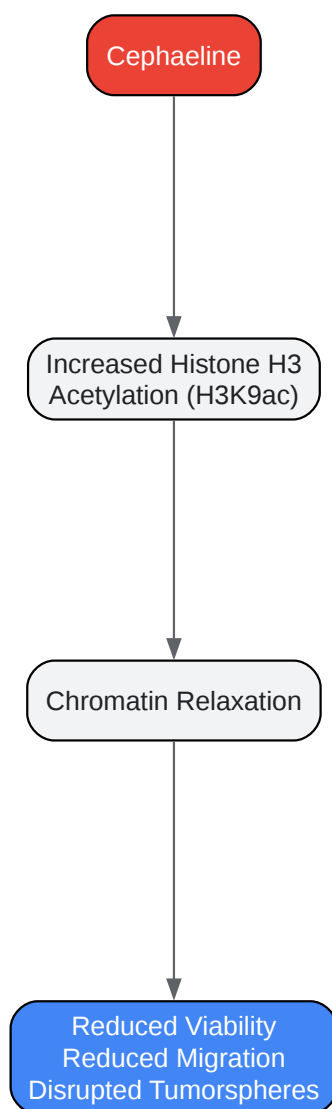 Cephaeline
Increased Histone H3
Acetylation (H3K9ac)
Chromatin Relaxation
Reduced Viability
Reduced Migration
Disrupted Tumorspheres